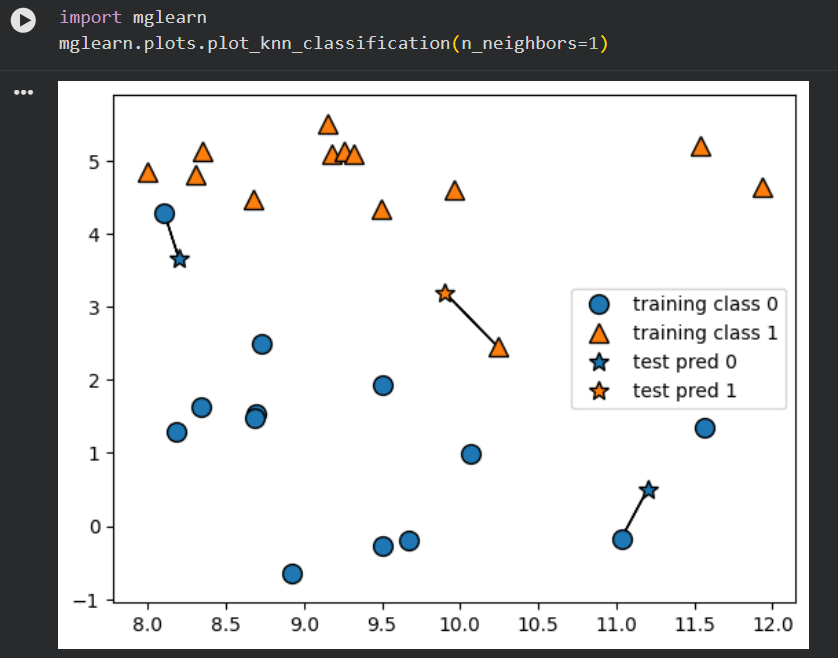 import mglearn
mglearn.plots.plot_knn_classification(n_neighbors=1)
5
4
3
2
1
0
−1
training class 0
training class 1
test pred 0
test pred 1
8.0 8.5 9.0 9.5 10.0 10.5 11.0 11.5 12.0